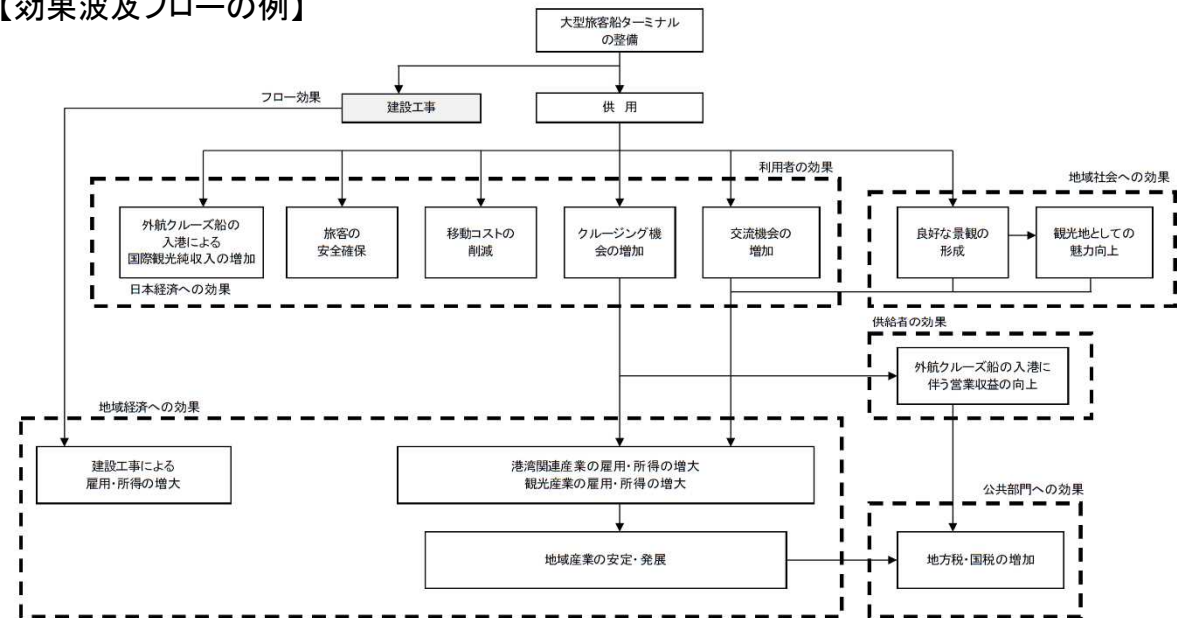 【効果波及フローの例】
大型旅客船ターミナル
の整備
フロー効果
建設工事
供 用
利用者の効果
地域社会への効果
外航クルーズ船の
入港による
国際観光純収入の増加
旅客の
安全確保
移動コストの
削減
クルージング機
会の増加
交流機会の
増加
良好な景観の
形成
観光地としての
魅力向上
日本経済への効果
供給者の効果
外航クルーズ船の入港に
伴う営業収益の向上
地域経済への効果
建設工事による
雇用・所得の増大
港湾関連産業の雇用・所得の増大
観光産業の雇用・所得の増大
公共部門への効果
地域産業の安定・発展
地方税・国税の増加